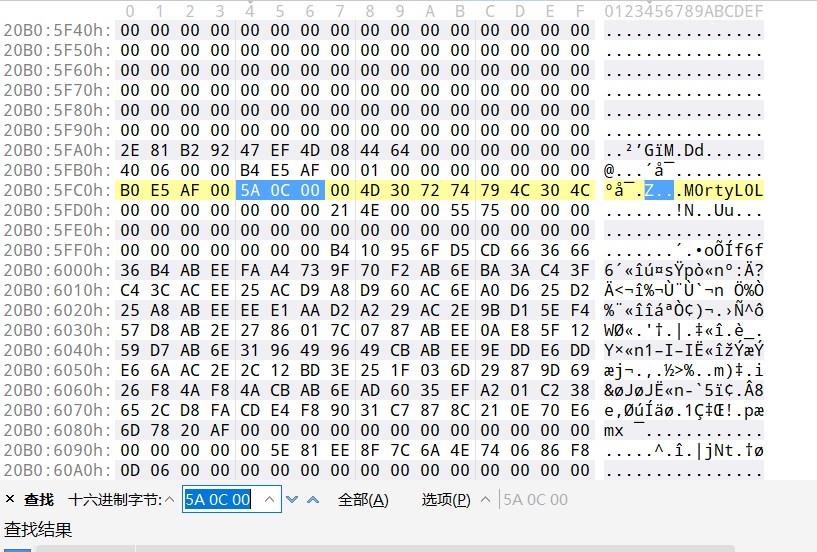 0 1 2 3 4 5 6 7 8 9 A B C D E F 0123456789ABCDEF
20B0:5F40h: 00 00 00 00 00 00 00 00 00 00 00 00 00 00 00 00 ................
20B0:5F50h: 00 00 00 00 00 00 00 00 00 00 00 00 00 00 00 00 ................
20B0:5F60h: 00 00 00 00 00 00 00 00 00 00 00 00 00 00 00 00 ................
20B0:5F70h: 00 00 00 00 00 00 00 00 00 00 00 00 00 00 00 00 ................
20B0:5F80h: 00 00 00 00 00 00 00 00 00 00 00 00 00 00 00 00 ................
20B0:5F90h: 00 00 00 00 00 00 00 00 00 00 00 00 00 00 00 00 ................
20B0:5FA0h: 2E 81 B2 92 47 EF 4D 08 44 64 00 00 00 00 00 00 ..²’GïM.Dd......
20B0:5FB0h: 40 06 00 00 B4 E5 AF 00 01 00 00 00 00 00 00 00 @...´å¯.........
20B0:5FC0h: B0 E5 AF 00 5A 0C 00 00 4D 30 72 74 79 4C 30 4C °å¯.Z...M0rtyL0L
20B0:5FD0h: 00 00 00 00 00 00 00 21 4E 00 00 55 75 00 00 00 .......!N..Uu...
20B0:5FE0h: 00 00 00 00 00 00 00 00 00 00 00 00 00 00 00 00 ................
20B0:5FF0h: 00 00 00 00 00 00 00 B4 10 95 6F D5 CD 66 36 66 .......´.•oÕÍf6f
20B0:6000h: 36 B4 AB EE FA A4 73 9F 70 F2 AB 6E BA 3A C4 3F 6´«îú¤sŸpò«nº:Ä?
20B0:6010h: C4 3C AC EE 25 AC D9 A8 D9 60 AC 6E A0 D6 25 D2 Ä<¬î%¬Ù¨Ù`¬n Ö%Ò
20B0:6020h: 25 A8 AB EE EE E1 AA D2 A2 29 AC 2E 9B D1 5E F4 %¨«îîáªÒ¢)¬.›Ñ^ô
20B0:6030h: 57 D8 AB 2E 27 86 01 7C 07 87 AB EE 0A E8 5F 12 WØ«.'†.|.‡«î.è_.
20B0:6040h: 59 D7 AB 6E 31 96 49 96 49 CB AB EE 9E DD E6 DD Y×«n1–I–IË«îžÝæÝ
20B0:6050h: E6 6A AC 2E 2C 12 BD 3E 25 1F 03 6D 29 87 9D 69 æj¬.,.½>%..m)‡.i
20B0:6060h: 26 F8 4A F8 4A CB AB 6E AD 60 35 EF A2 01 C2 38 &øJøJË«n-`5ï¢.Â8
20B0:6070h: 65 2C D8 FA CD E4 F8 90 31 C7 87 8C 21 0E 70 E6 e,ØúÍäø.1Ç‡Œ!.pæ
20B0:6080h: 6D 78 20 AF 00 00 00 00 00 00 00 00 00 00 00 00 mx ¯............
20B0:6090h: 00 00 00 00 00 5E 81 EE 8F 7C 6A 4E 74 06 86 F8 .....^.î.|jNt.†ø
20B0:60A0h: 0D 06 00 00 00 00 00 00 00 00 00 00 00 00 00 00 ................
× 查找 十六进制字节: 5A 0C 00 全部(A) 选项(P) 5A 0C 00
查找结果